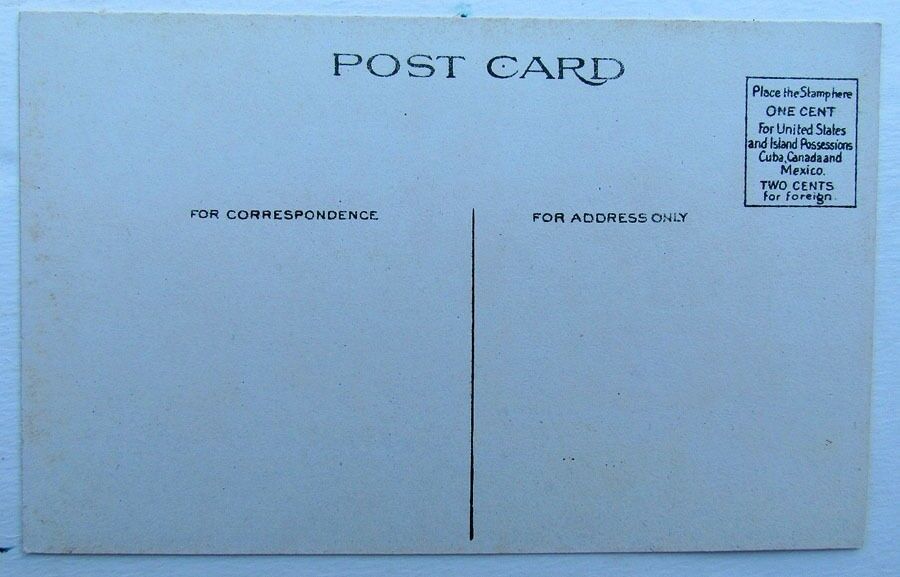 POST CARD
Place the Stamp here
ONE CENT
For United States
and Island Possessions
Cuba, Canada and
Mexico.
TWO CENTS
for foreign.
FOR CORRESPONDENCE
FOR ADDRESS ONLY